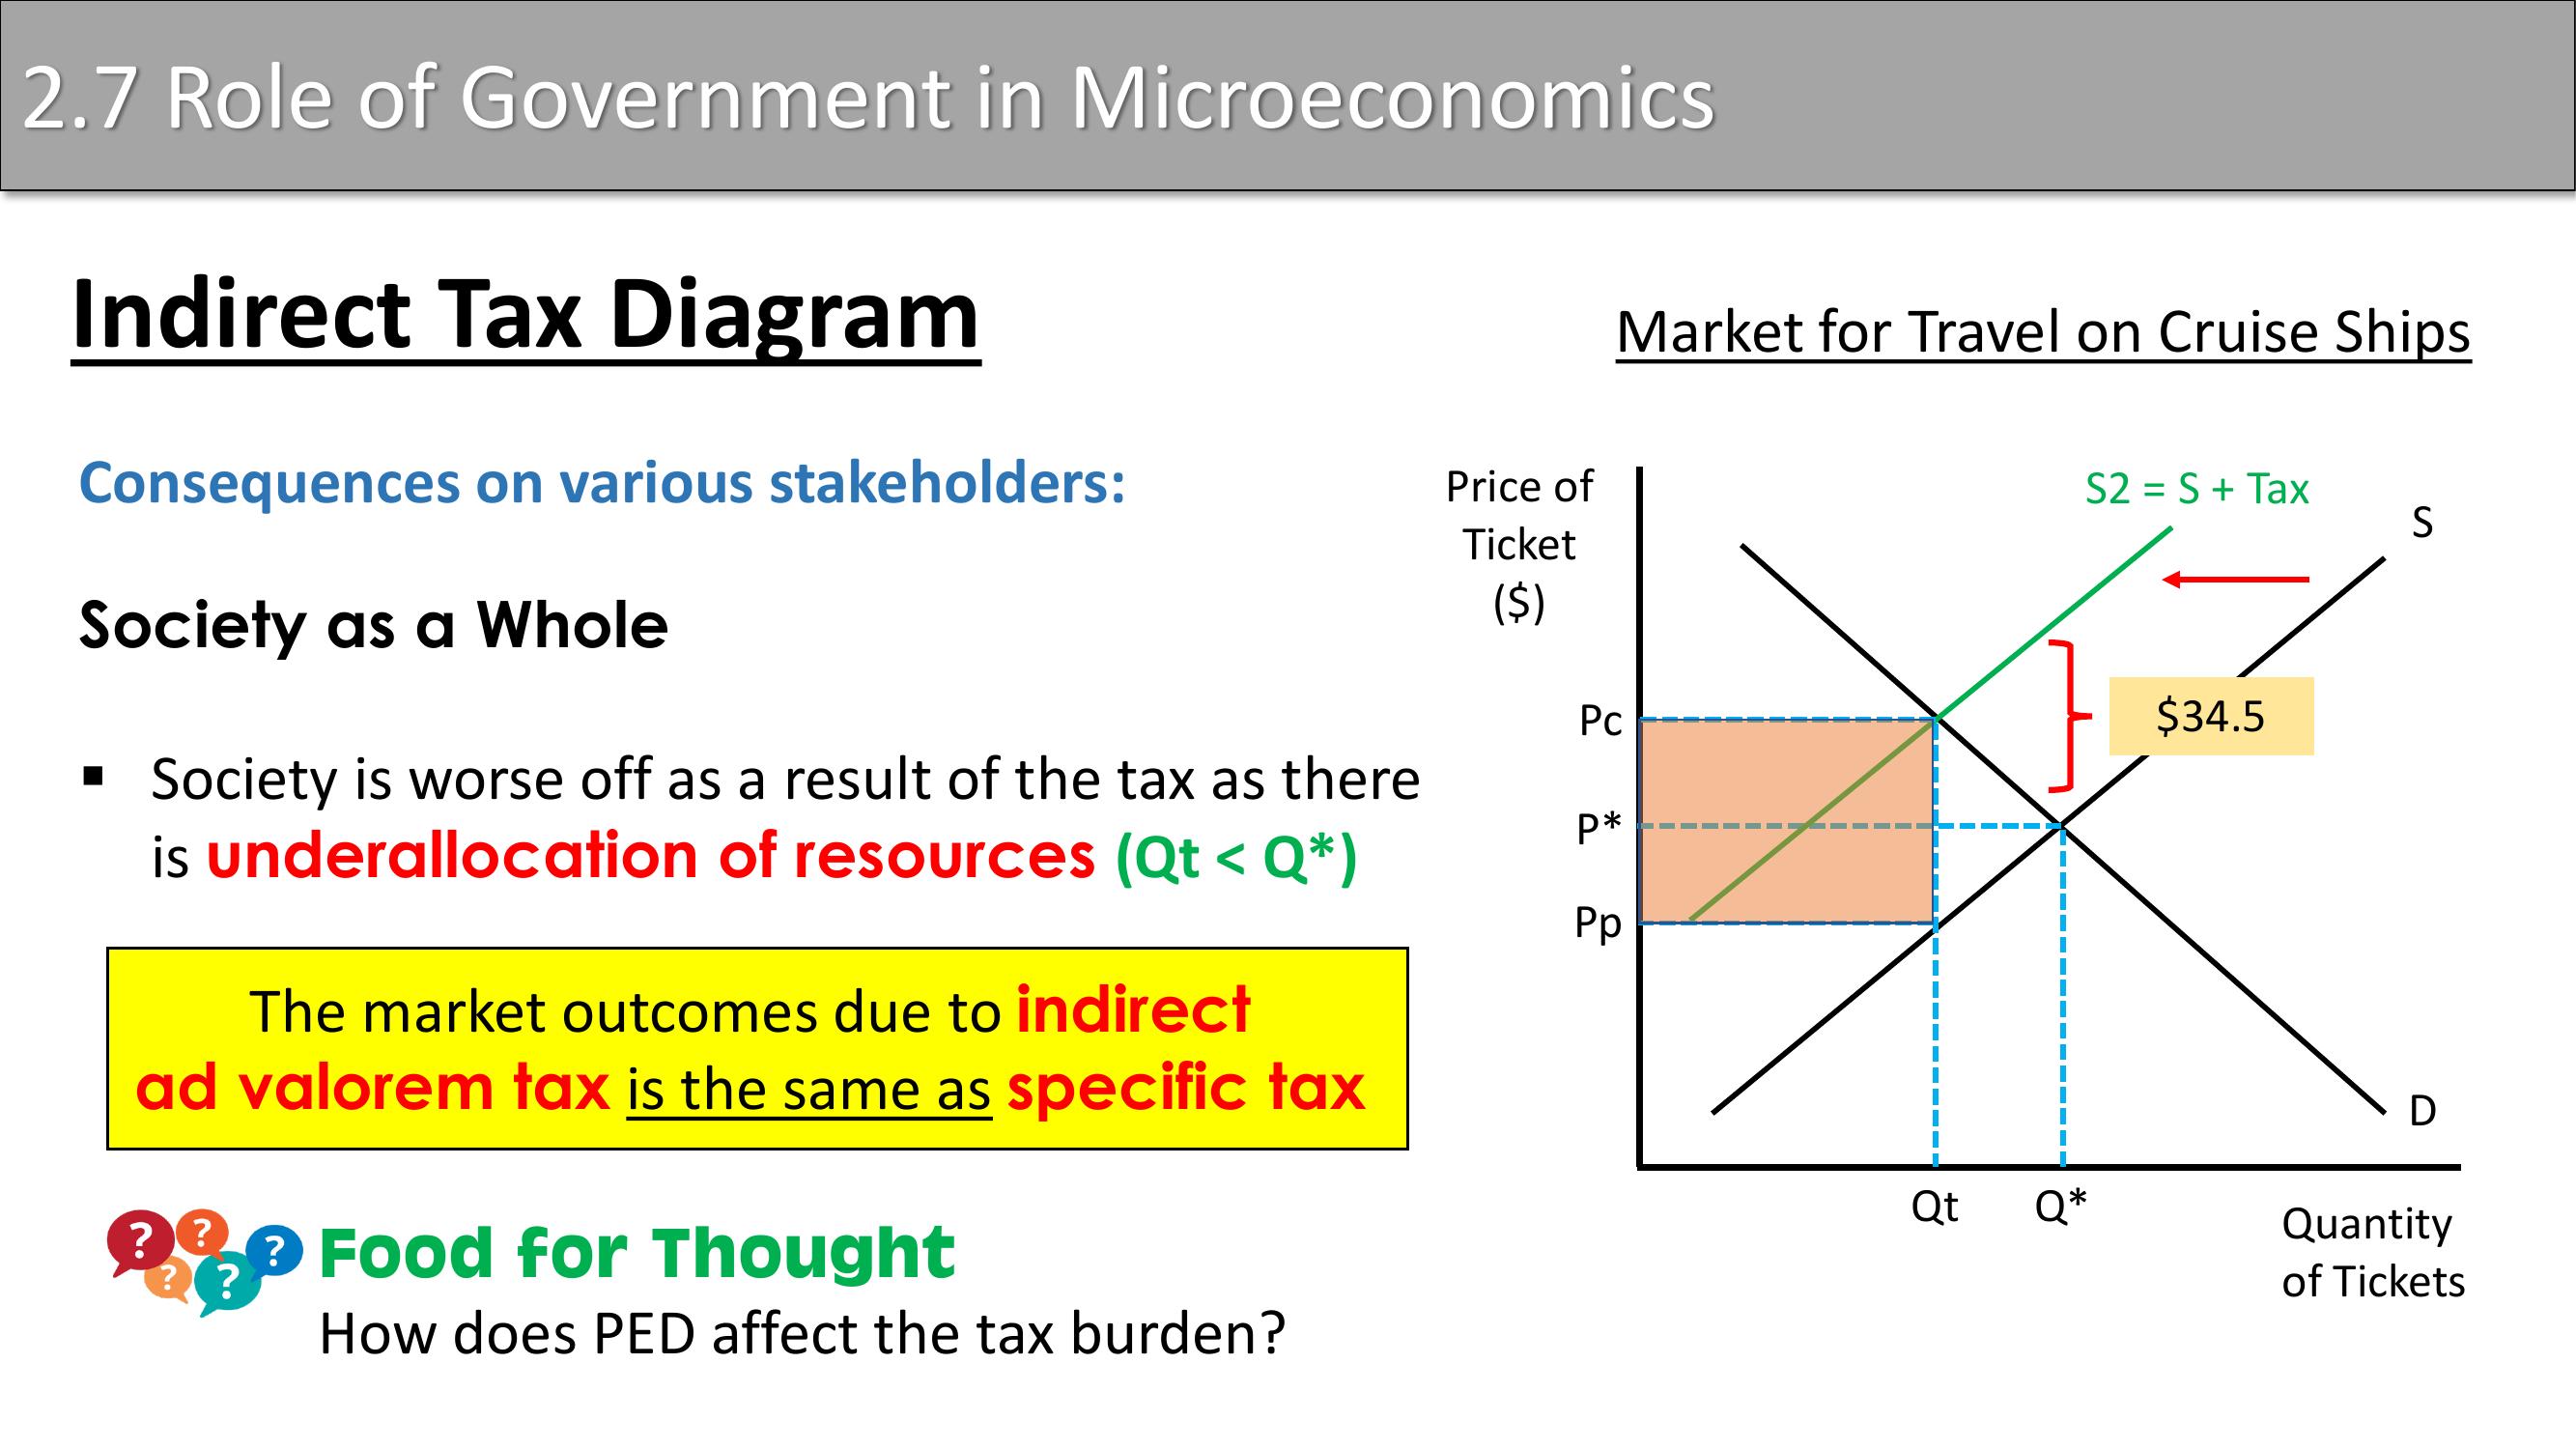 2.7 Role of Government in Microeconomics
Indirect Tax Diagram
Consequences on various stakeholders:
Society as a Whole
▪ Society is worse off as a result of the tax as there
is underallocation of resources (Qt < Q*)
The market outcomes due to indirect
ad valorem tax is the same as specific tax
? ? ? ? ?
Food for Thought
How does PED affect the tax burden?
Market for Travel on Cruise Ships
Price of
Ticket
($)
S2 = S + Tax
S
$34.5
Pc
P*
Pp
D
Qt
Q*
Quantity
of Tickets